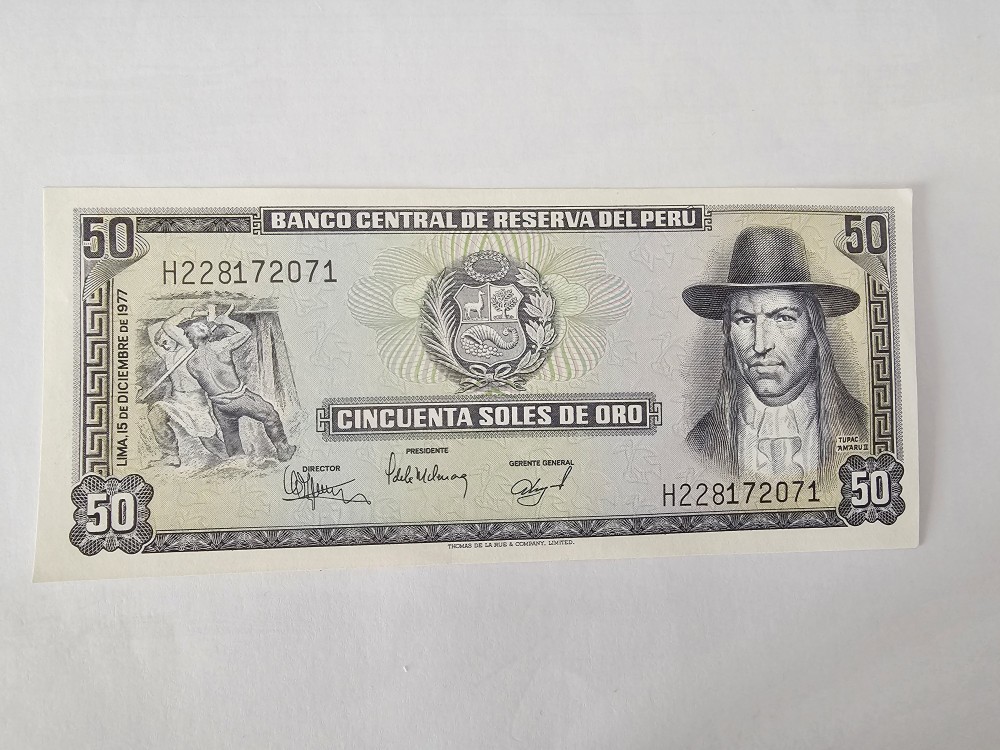 50
BANCO CENTRAL DE RESERVA DEL PERÚ
50
H228172071
LIMA, 15 DE DICIEMBRE DE 1977
CINCUENTA SOLES DE ORO
TUPAC
AMARU II
DIRECTOR
PRESIDENTE
GERENTE GENERAL
H228172071
50
50
THOMAS DE LA RUE & COMPANY, LIMITED.